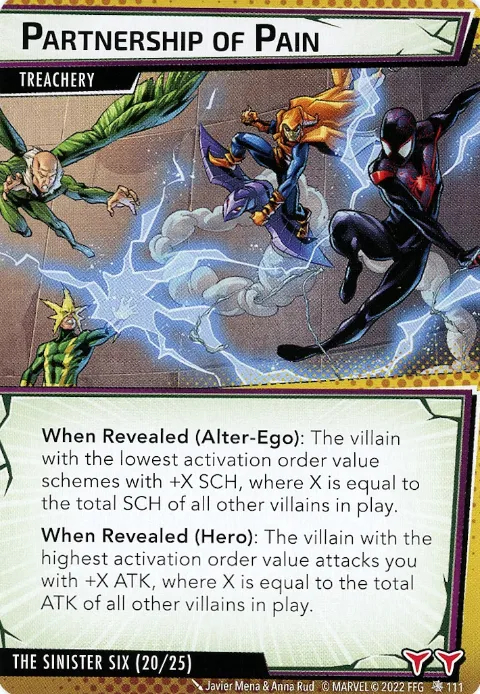 PARTNERSHIP OF PAIN
TREACHERY
When Revealed (Alter-Ego): The villain
with the lowest activation order value
schemes with +X SCH, where X is equal to
the total SCH of all other villains in play.
When Revealed (Hero): The villain with the
highest activation order value attacks you
with +X ATK, where X is equal to the total
ATK of all other villains in play.
THE SINISTER SIX (20/25)
Javier Mena & Anna Rud © MARVEL © 2022 FFG 111